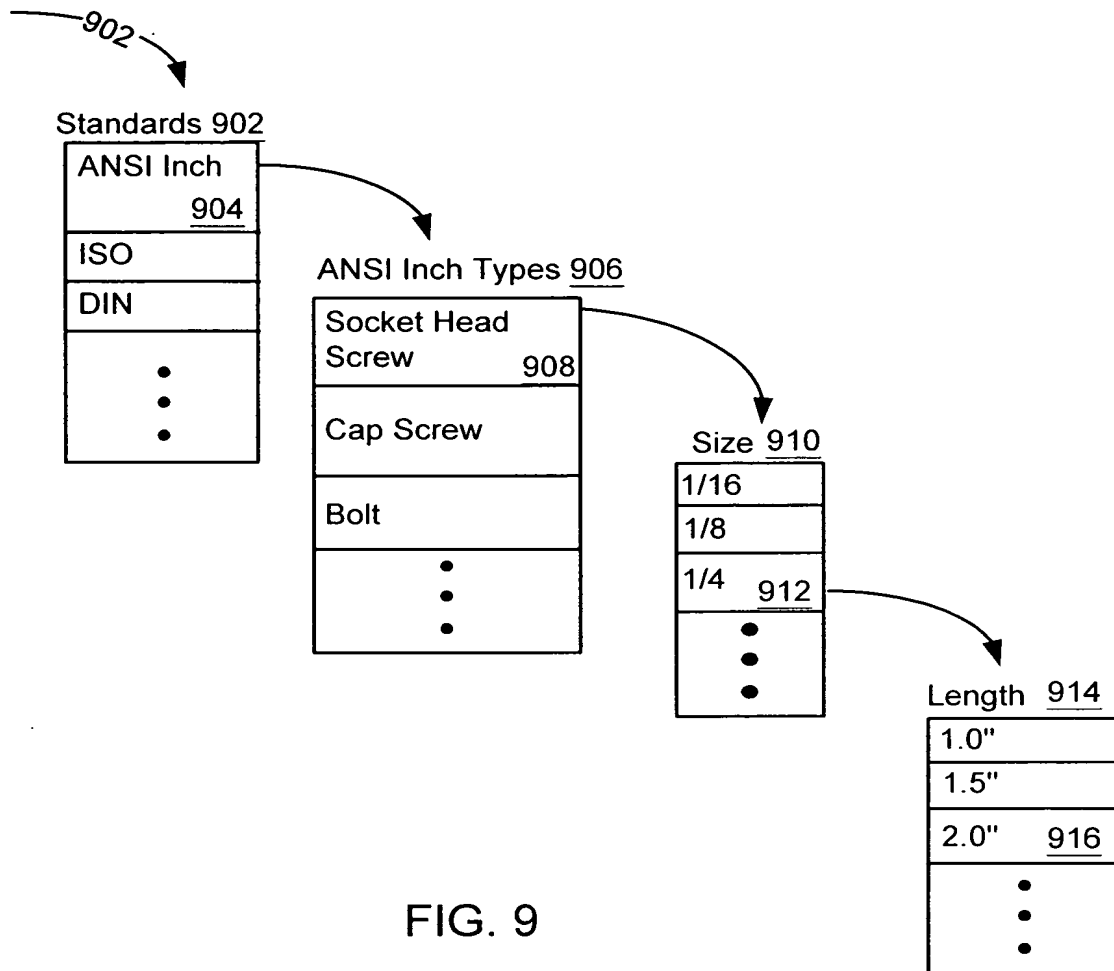 902
Standards 902
ANSI Inch
904
ISO
DIN
ANSI Inch Types 906
Socket Head
Screw 908
Cap Screw
Bolt
Size 910
1/16
1/8
1/4 912
Length 914
1.0"
1.5"
2.0" 916
FIG. 9